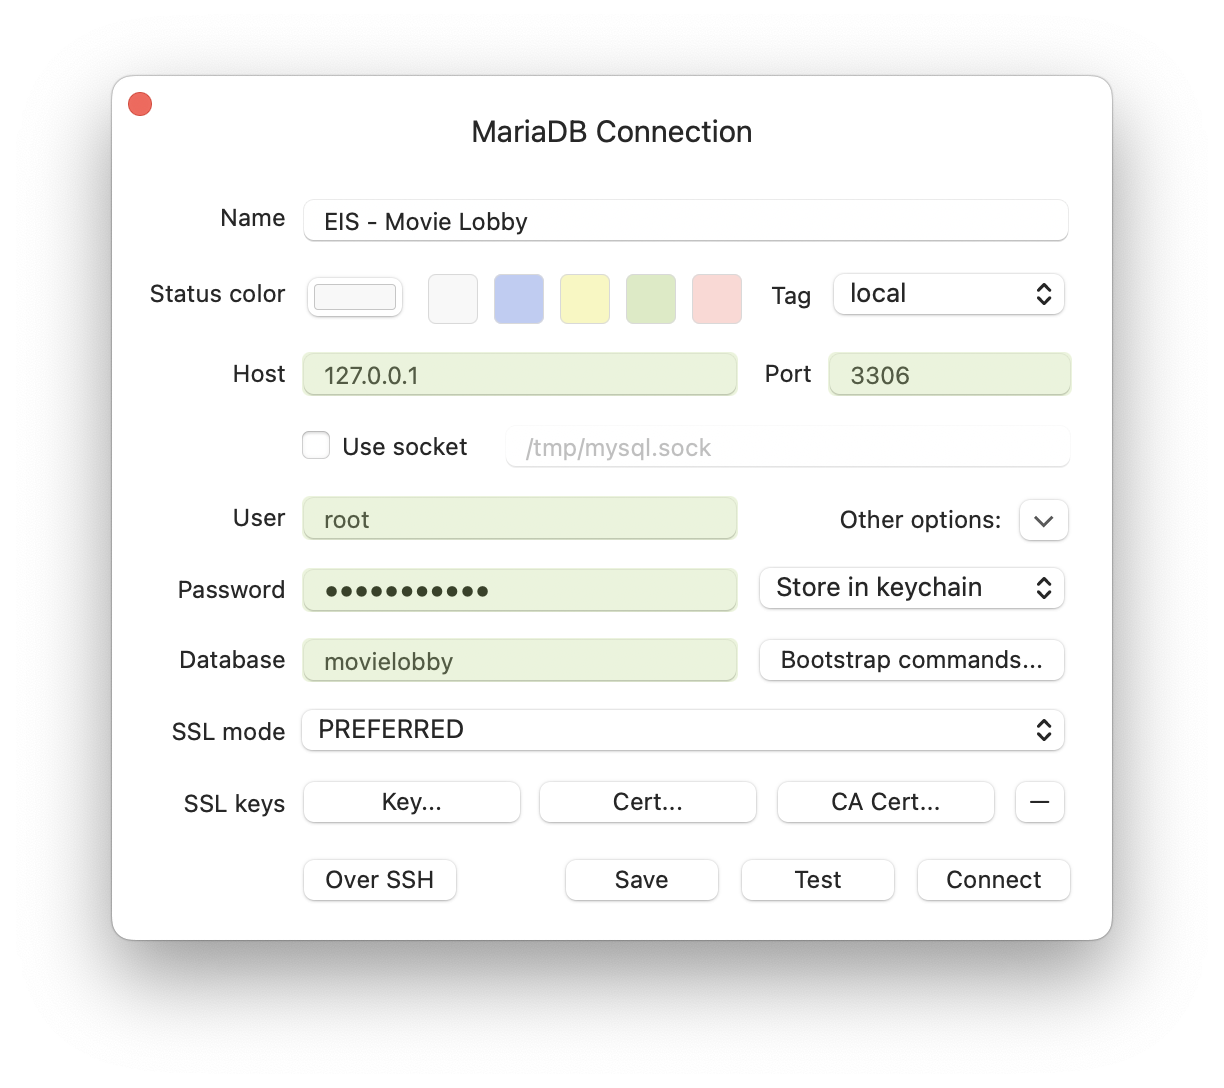 MariaDB Connection
Name EIS - Movie Lobby
Status color Tag local
Host 127.0.0.1 Port 3306
Use socket /tmp/mysql.sock
User root Other options:
Password ●●●●●●●●●●● Store in keychain
Database movielobby Bootstrap commands...
SSL mode PREFERRED
SSL keys Key... Cert... CA Cert... —
Over SSH Save Test Connect